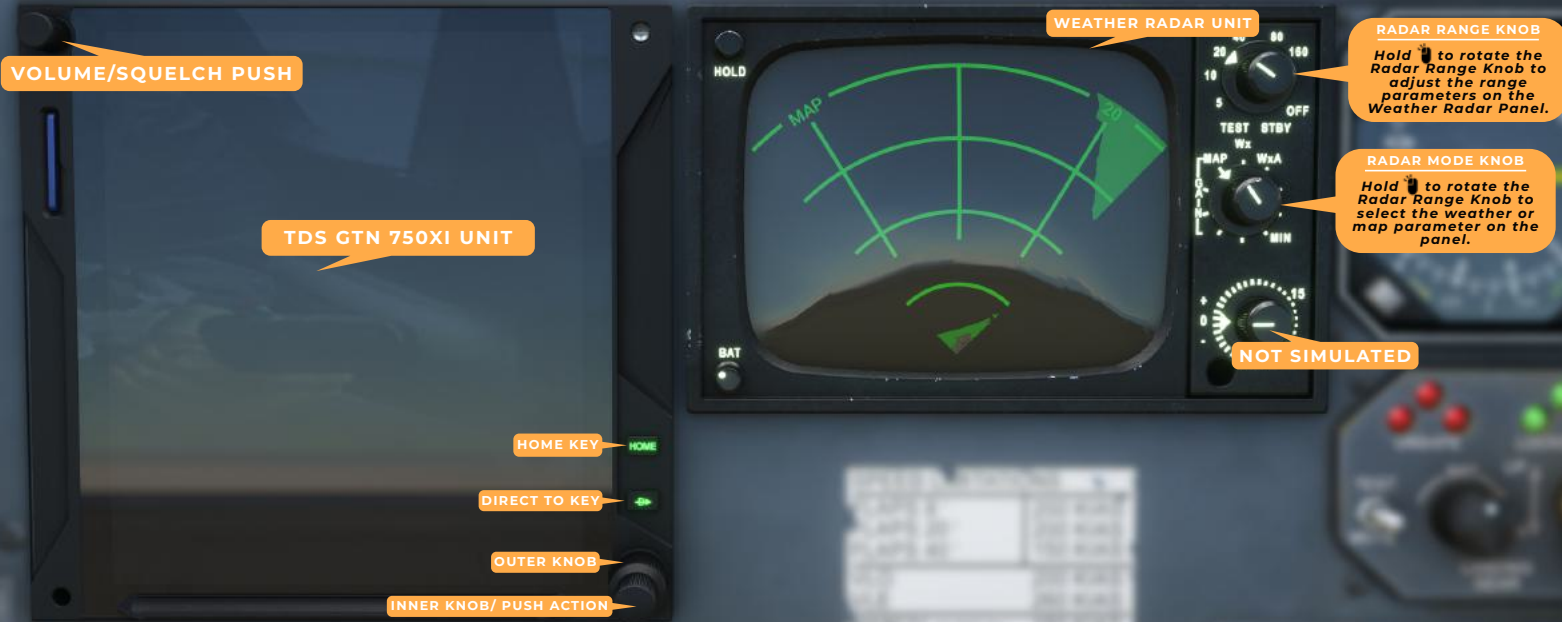 VOLUME/SQUELCH PUSH
TDS GTN 750XI UNIT
HOME KEY
HOME
DIRECT TO KEY
D
OUTER KNOB
INNER KNOB/ PUSH ACTION
WEATHER RADAR UNIT
HOLD
MAP
20
BAT
5
10
20
40
80
160
OFF
TEST STBY
Wx
MAP
WxA
GAIN
MIN
+
0
-
15
NOT SIMULATED
RADAR RANGE KNOB
Hold to rotate the
Radar Range Knob to
adjust the range
parameters on the
Weather Radar Panel.
RADAR MODE KNOB
Hold to rotate the
Radar Range Knob to
select the weather or
map parameter on the
panel.